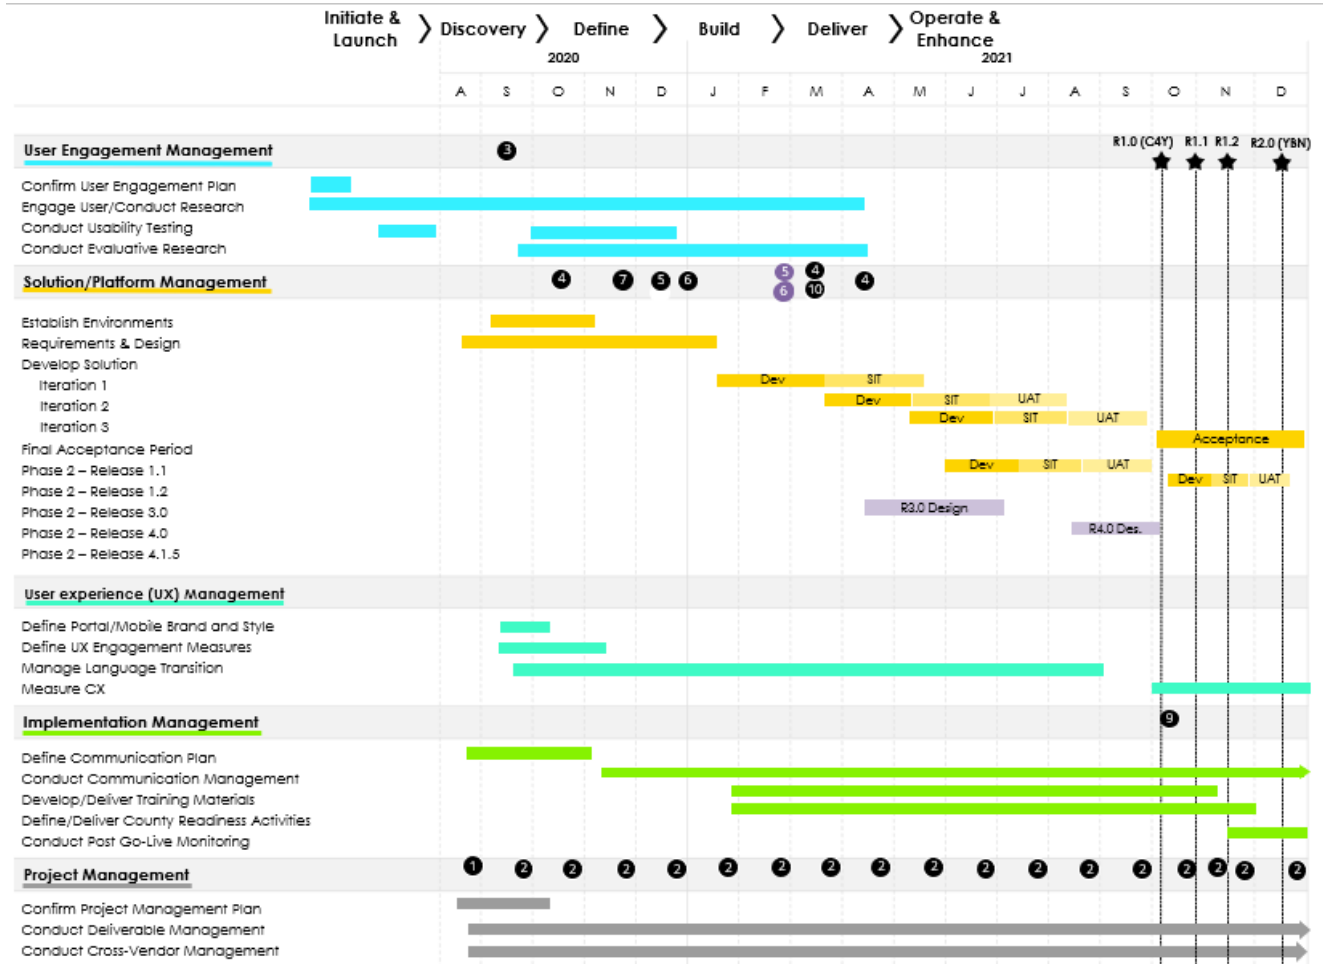 Initiate & Launch > Discovery > Define > Build > Deliver > Operate & Enhance
2020 2021
A S O N D J F M A M J J A S O N D
R1.0 (C4Y) R1.1 R1.2 R2.0 (YBN)
User Engagement Management 3
Confirm User Engagement Plan
Engage User/Conduct Research
Conduct Usability Testing
Conduct Evaluative Research
Solution/Platform Management 4 7 5 6 5 6 4 10 4
Establish Environments
Requirements & Design
Develop Solution
Iteration 1 Dev SIT
Iteration 2 Dev SIT UAT
Iteration 3 Dev SIT UAT
Acceptance
Final Acceptance Period
Phase 2 – Release 1.1 Dev SIT UAT
Dev SIT UAT
Phase 2 – Release 1.2
Phase 2 – Release 3.0 R3.0 Design
Phase 2 – Release 4.0 R4.0 Des.
Phase 2 – Release 4.1.5
User experience (UX) Management
Define Portal/Mobile Brand and Style
Define UX Engagement Measures
Manage Language Transition
Measure CX
Implementation Management 9
Define Communication Plan
Conduct Communication Management
Develop/Deliver Training Materials
Define/Deliver County Readiness Activities
Conduct Post Go-Live Monitoring
Project Management 1 2 2 2 2 2 2 2 2 2 2 2 2 2 2 2 2 2
Confirm Project Management Plan
Conduct Deliverable Management
Conduct Cross-Vendor Management